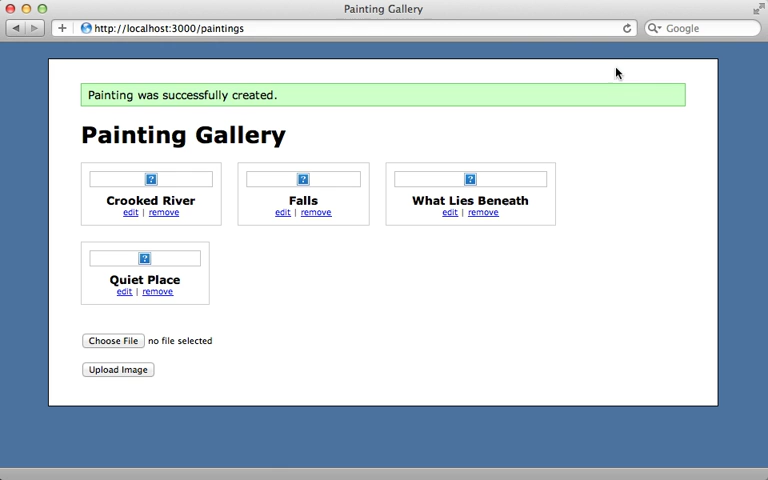 Painting Gallery
http://localhost:3000/paintings
Google
Painting was successfully created.
Painting Gallery
Crooked River
edit | remove
Falls
edit | remove
What Lies Beneath
edit | remove
Quiet Place
edit | remove
Choose File no file selected
Upload Image